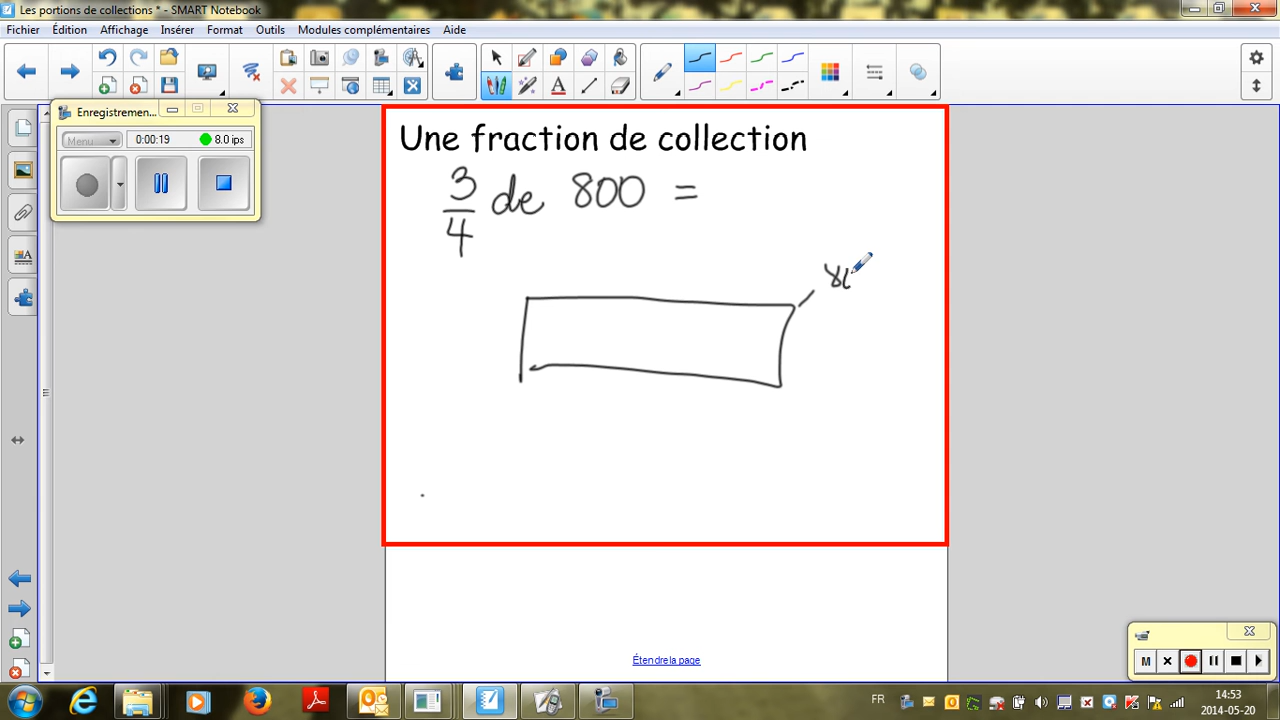 Les portions de collections * - SMART Notebook
Fichier Édition Affichage Insérer Format Outils Modules complémentaires Aide
Enregistremen...
Menu 0:00:19 8.0 ips
Une fraction de collection
3/4 de 800 =
80
Étendre la page
M
FR
14:53
2014-05-20